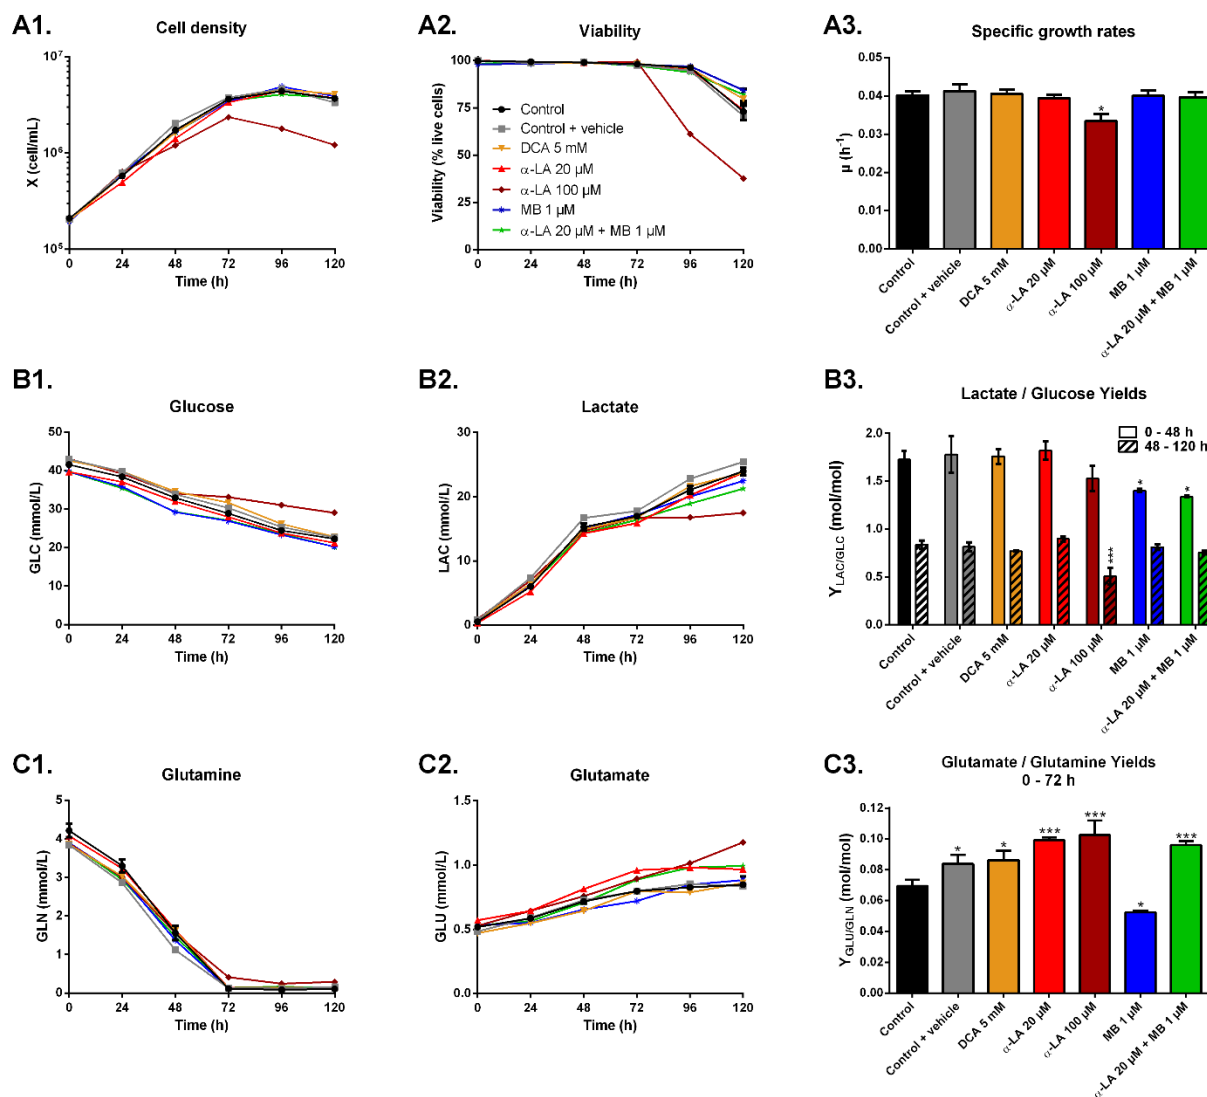 A1.
Cell density
X (cell/mL)
10^7
10^6
10^5
0 24 48 72 96 120
Time (h)
A2.
Viability
Viability (% live cells)
100
75
50
25
0
Control
Control + vehicle
DCA 5 mM
α-LA 20 µM
α-LA 100 µM
MB 1 µM
α-LA 20 µM + MB 1 µM
0 24 48 72 96 120
Time (h)
A3.
Specific growth rates
µ (h^-1)
0.05
0.04
0.03
0.02
0.01
0.00
*
Control
Control + vehicle
DCA 5 mM
α-LA 20 µM
α-LA 100 µM
MB 1 µM
α-LA 20 µM + MB 1 µM
B1.
Glucose
GLC (mmol/L)
50
40
30
20
10
0
0 24 48 72 96 120
Time (h)
B2.
Lactate
LAC (mmol/L)
30
20
10
0
0 24 48 72 96 120
Time (h)
B3.
Lactate / Glucose Yields
0 - 48 h
48 - 120 h
Y_LAC/GLC (mol/mol)
2.0
1.5
1.0
0.5
0.0
*** * *
Control
Control + vehicle
DCA 5 mM
α-LA 20 µM
α-LA 100 µM
MB 1 µM
α-LA 20 µM + MB 1 µM
C1.
Glutamine
GLN (mmol/L)
5
4
3
2
1
0
0 24 48 72 96 120
Time (h)
C2.
Glutamate
GLU (mmol/L)
1.5
1.0
0.5
0.0
0 24 48 72 96 120
Time (h)
C3.
Glutamate / Glutamine Yields
0 - 72 h
Y_GLU/GLN (mol/mol)
0.12
0.10
0.08
0.06
0.04
0.02
0.00
* * *** *** * ***
Control
Control + vehicle
DCA 5 mM
α-LA 20 µM
α-LA 100 µM
MB 1 µM
α-LA 20 µM + MB 1 µM